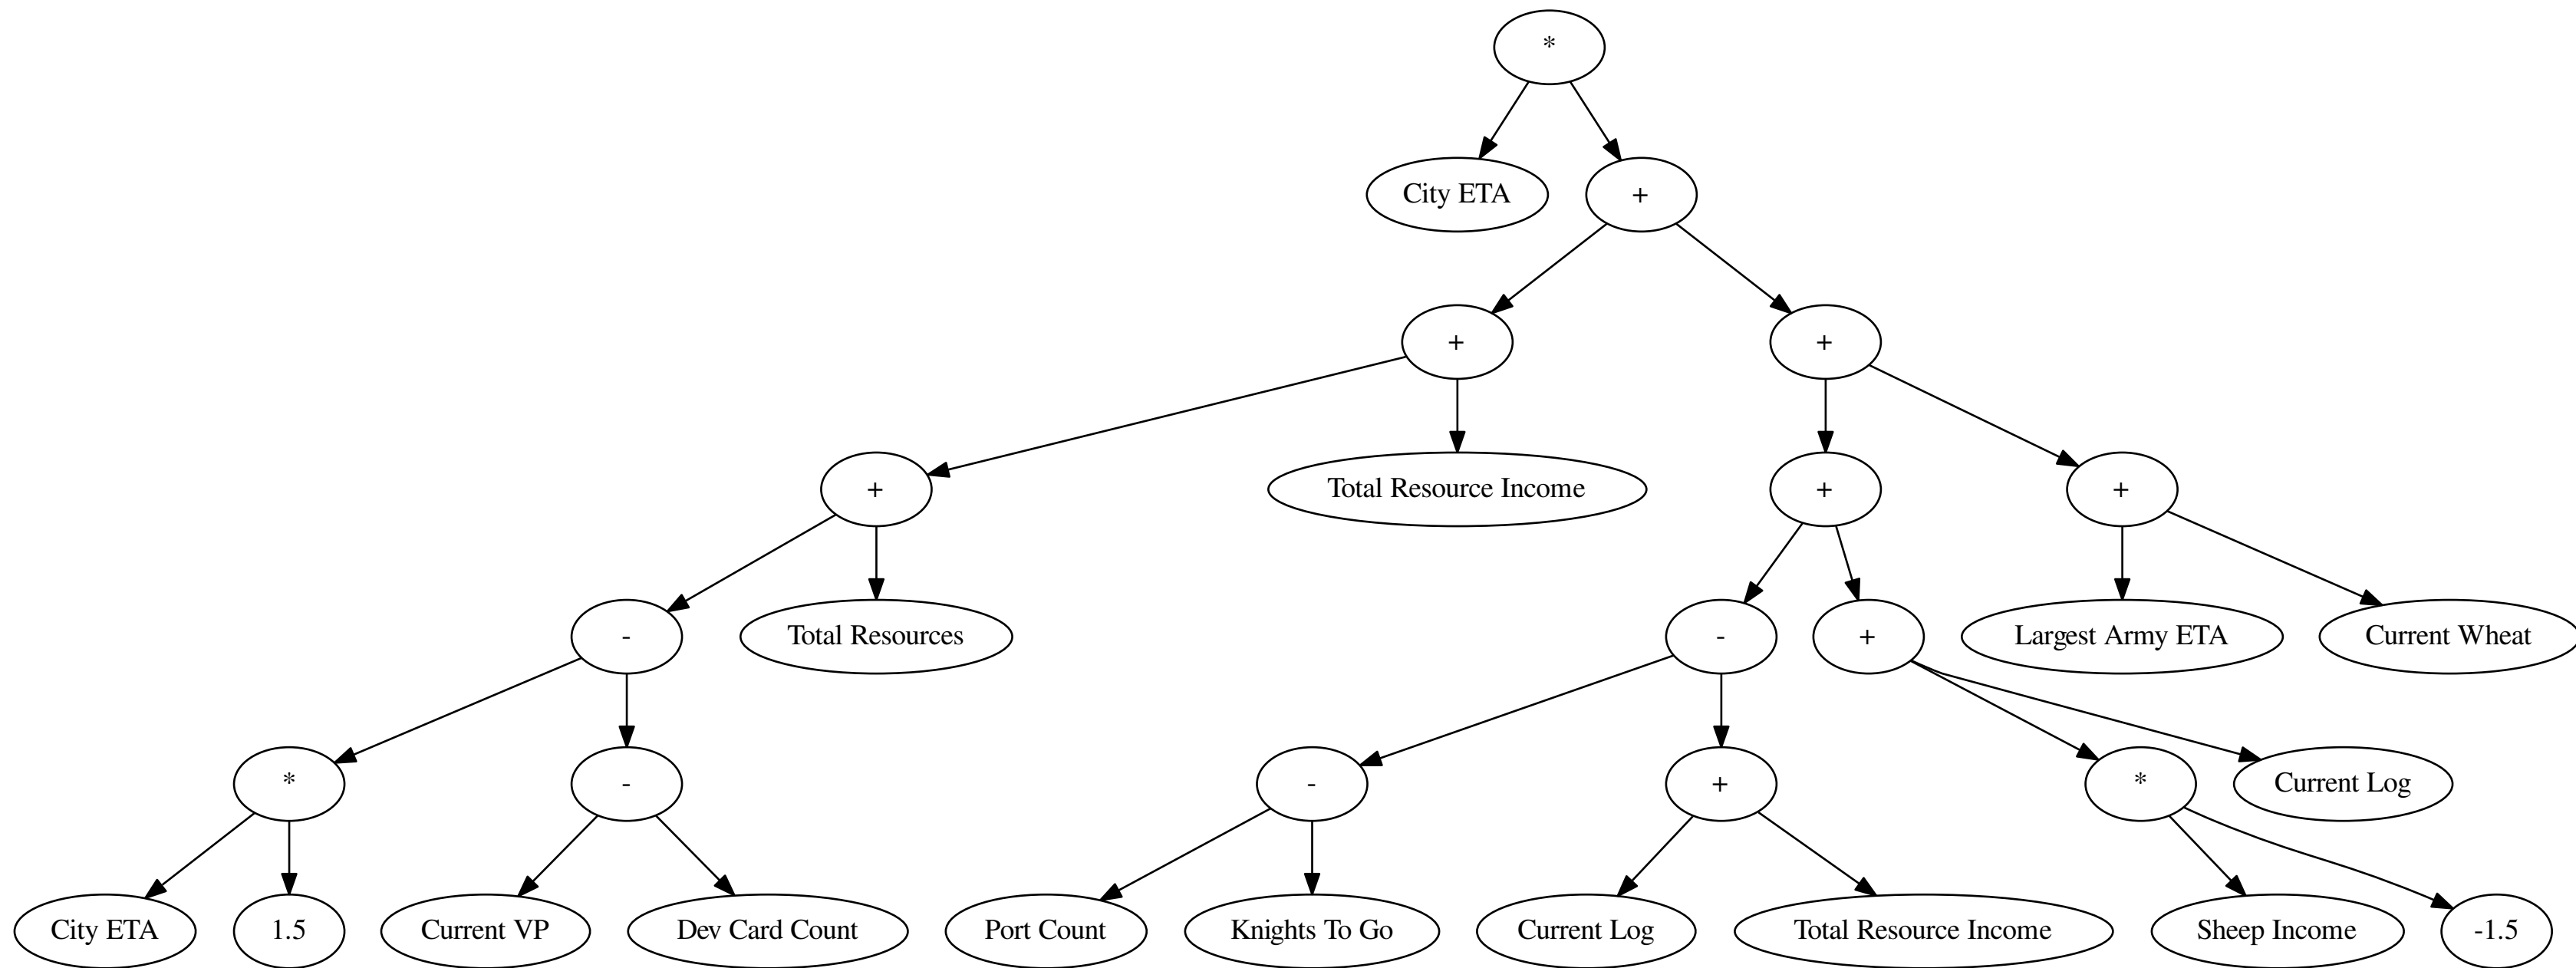 *
City ETA
+
+
+
+
Total Resource Income
+
+
-
Total Resources
-
+
Largest Army ETA
Current Wheat
*
-
-
+
*
Current Log
City ETA
1.5
Current VP
Dev Card Count
Port Count
Knights To Go
Current Log
Total Resource Income
Sheep Income
-1.5